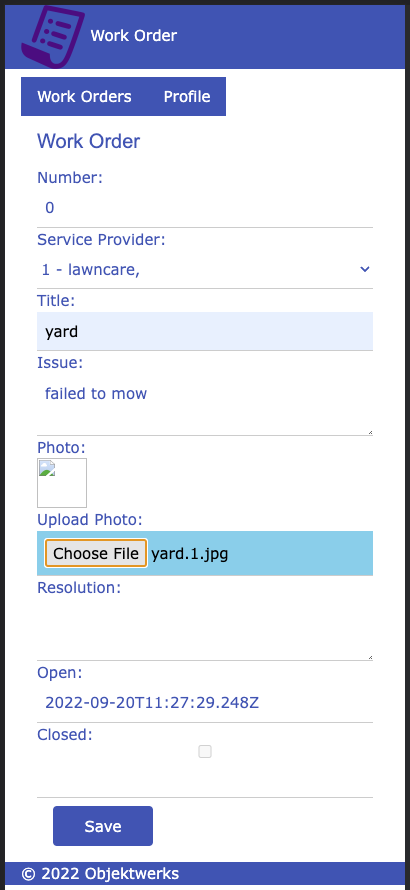 Work Order
Work Orders Profile
Work Order
Number:
0
Service Provider:
1 - lawncare,
Title:
yard
Issue:
failed to mow
Photo:
Upload Photo:
Choose File yard.1.jpg
Resolution:
Open:
2022-09-20T11:27:29.248Z
Closed:
Save
© 2022 Objektwerks